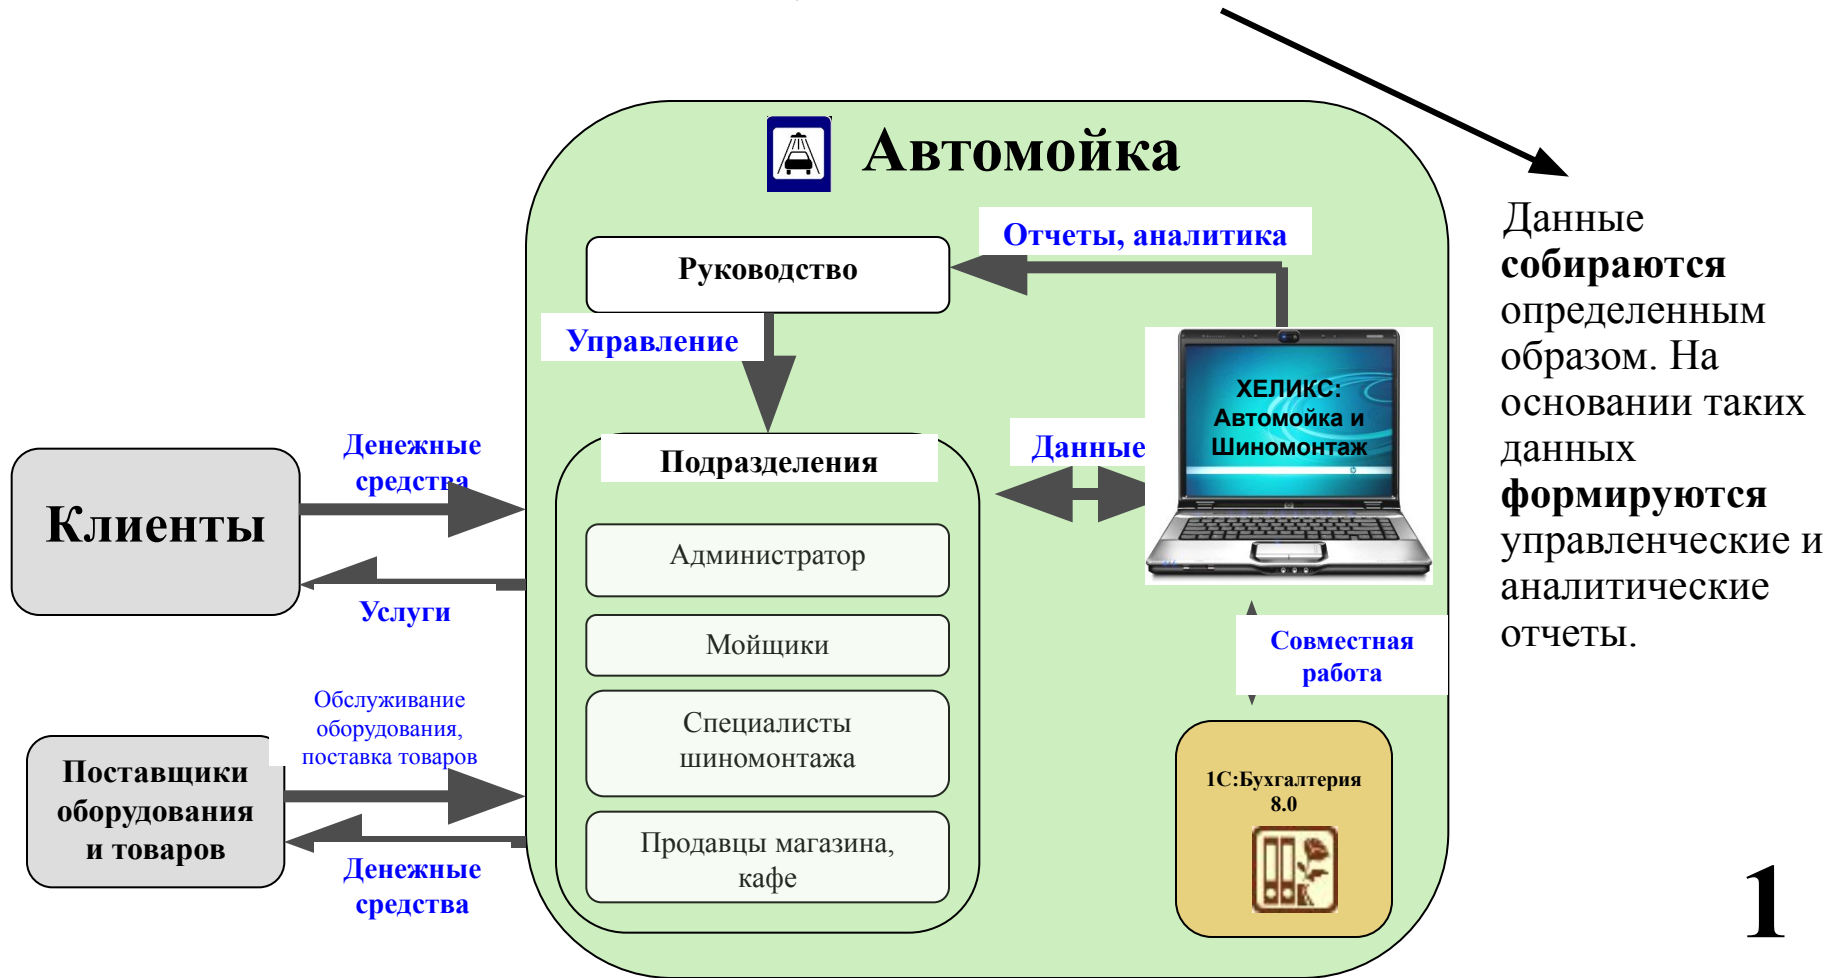 Автомойка
Отчеты, аналитика
Руководство
Управление
ХЕЛИКС:
Автомойка и
Шиномонтаж
Данные
Подразделения
Администратор
Мойщики
Специалисты
шиномонтажа
Продавцы магазина,
кафе
Денежные
средства
Клиенты
Услуги
Обслуживание
оборудования,
поставка товаров
Поставщики
оборудования
и товаров
Денежные
средства
Совместная
работа
1С:Бухгалтерия
8.0
Данные
собираются
определенным
образом. На
основании таких
данных
формируются
управленческие и
аналитические
отчеты.
1